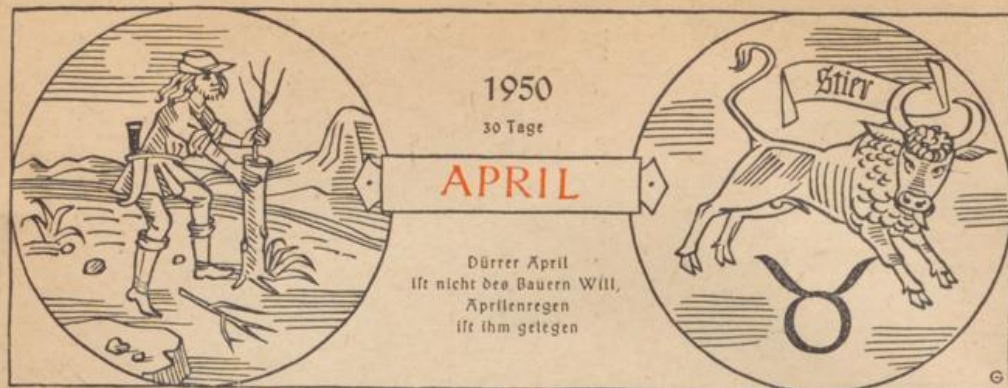 1950
30 Tage
APRIL
Dürrer April
ist nicht des Bauern Will,
Aprilenregen
ist ihm gelegen
Stier
G